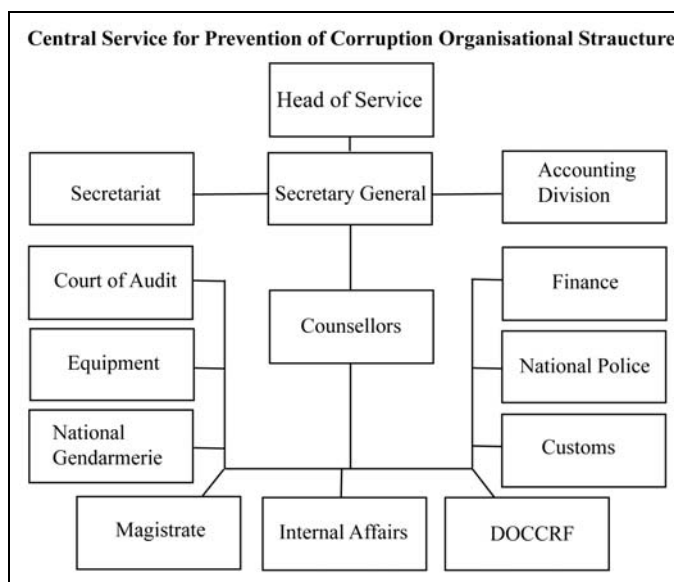 Central Service for Prevention of Corruption Organisational Straucture
Head of Service
Secretariat
Secretary General
Accounting
Division
Court of Audit
Counsellors
Finance
Equipment
National Police
National
Gendarmerie
Customs
Magistrate
Internal Affairs
DOCCRF